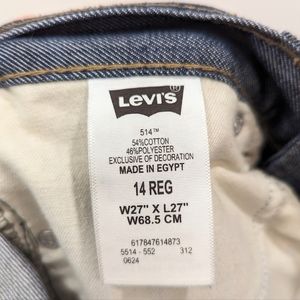 LEVI'S
514™
54%COTTON
46%POLYESTER
EXCLUSIVE OF DECORATION
MADE IN EGYPT
14 REG
W27" X L27"
W68.5 CM
617847614873
5514 - 552 312
0624